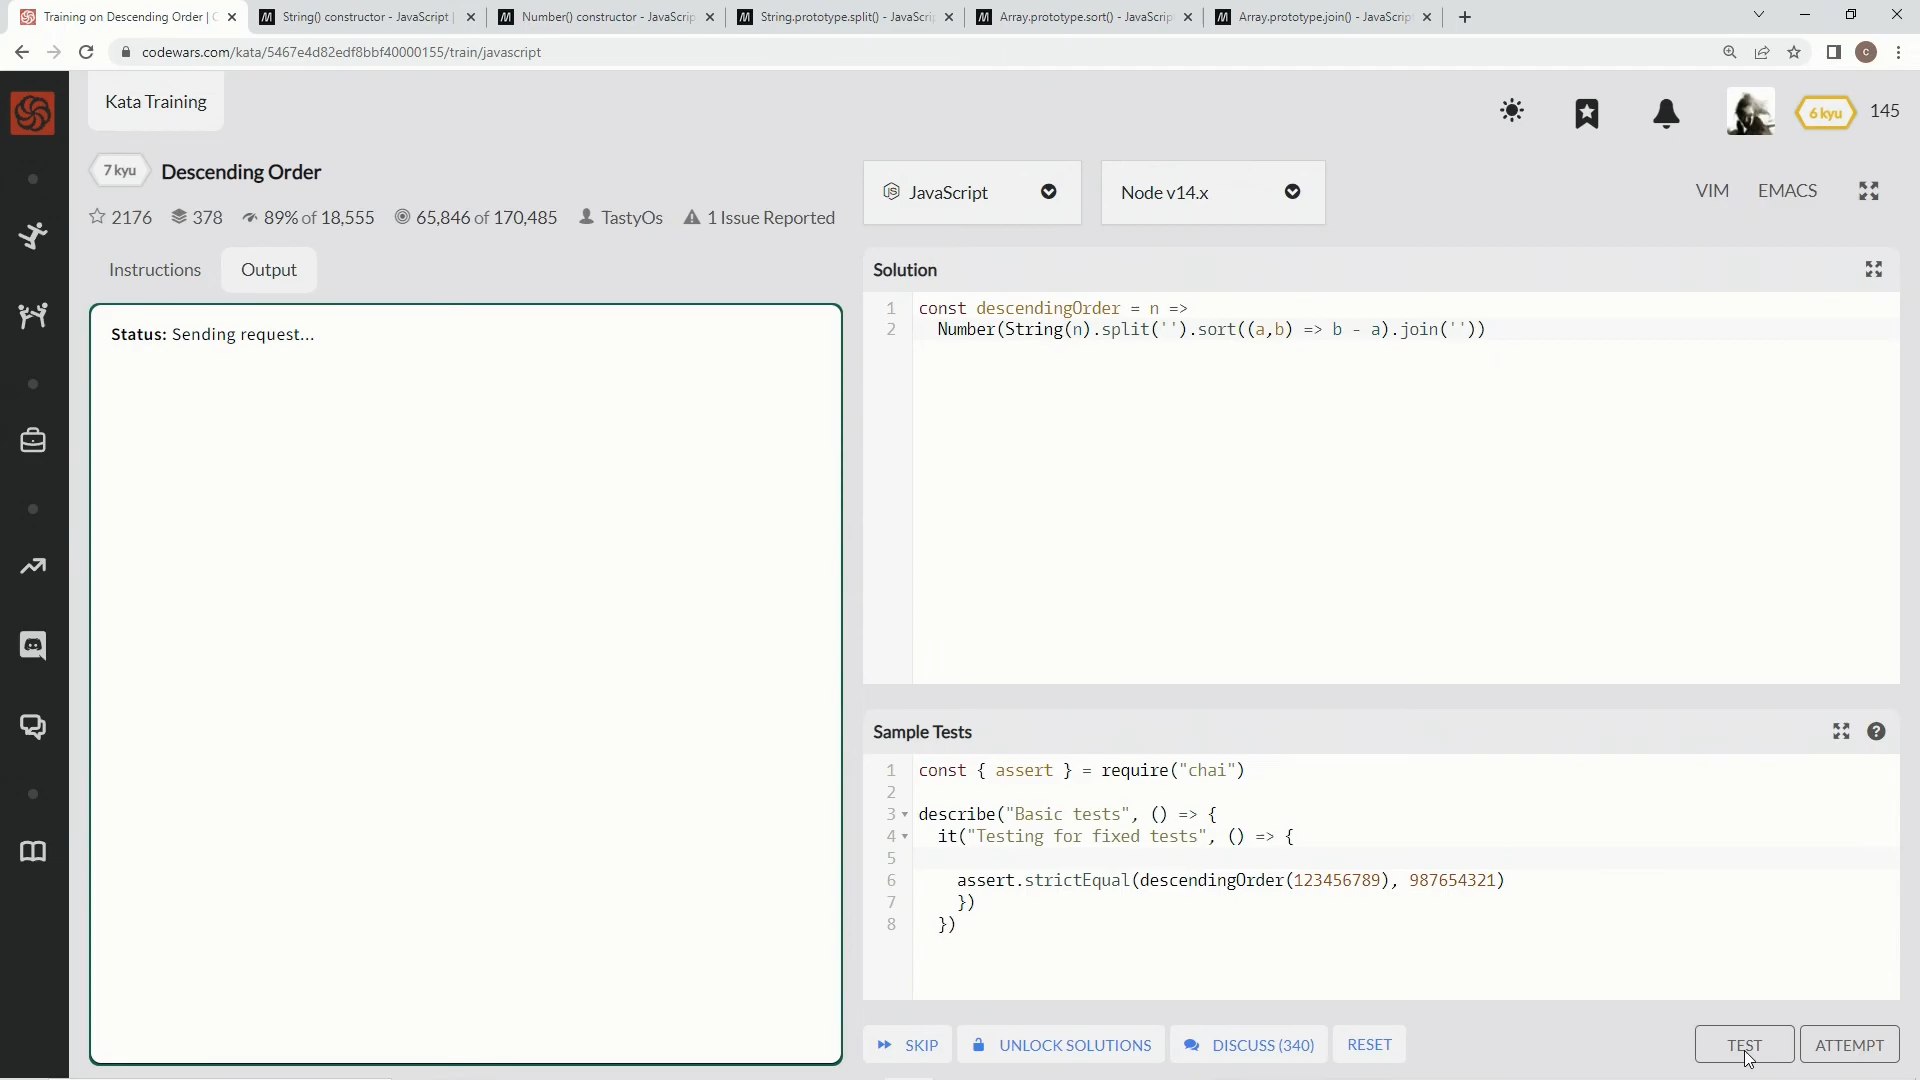 Training on Descending Order | C
String() constructor - JavaScript |
Number() constructor - JavaScrip
String.prototype.split() - JavaScri
Array.prototype.sort() - JavaScrip
Array.prototype.join() - JavaScript
codewars.com/kata/5467e4d82edf8bbf40000155/train/javascript
C
Kata Training
6 kyu
145
7 kyu
Descending Order
2176
378
89% of 18,555
65,846 of 170,485
TastyOs
1 Issue Reported
JavaScript
Node v14.x
VIM
EMACS
Instructions
Output
Status: Sending request...
Solution
1 const descendingOrder = n =>
2 Number(String(n).split('').sort((a,b) => b - a).join(''))
Sample Tests
1 const { assert } = require("chai")
2
3 describe("Basic tests", () => {
4 it("Testing for fixed tests", () => {
5
6 assert.strictEqual(descendingOrder(123456789), 987654321)
7 })
8 })
SKIP
UNLOCK SOLUTIONS
DISCUSS (340)
RESET
TEST
ATTEMPT